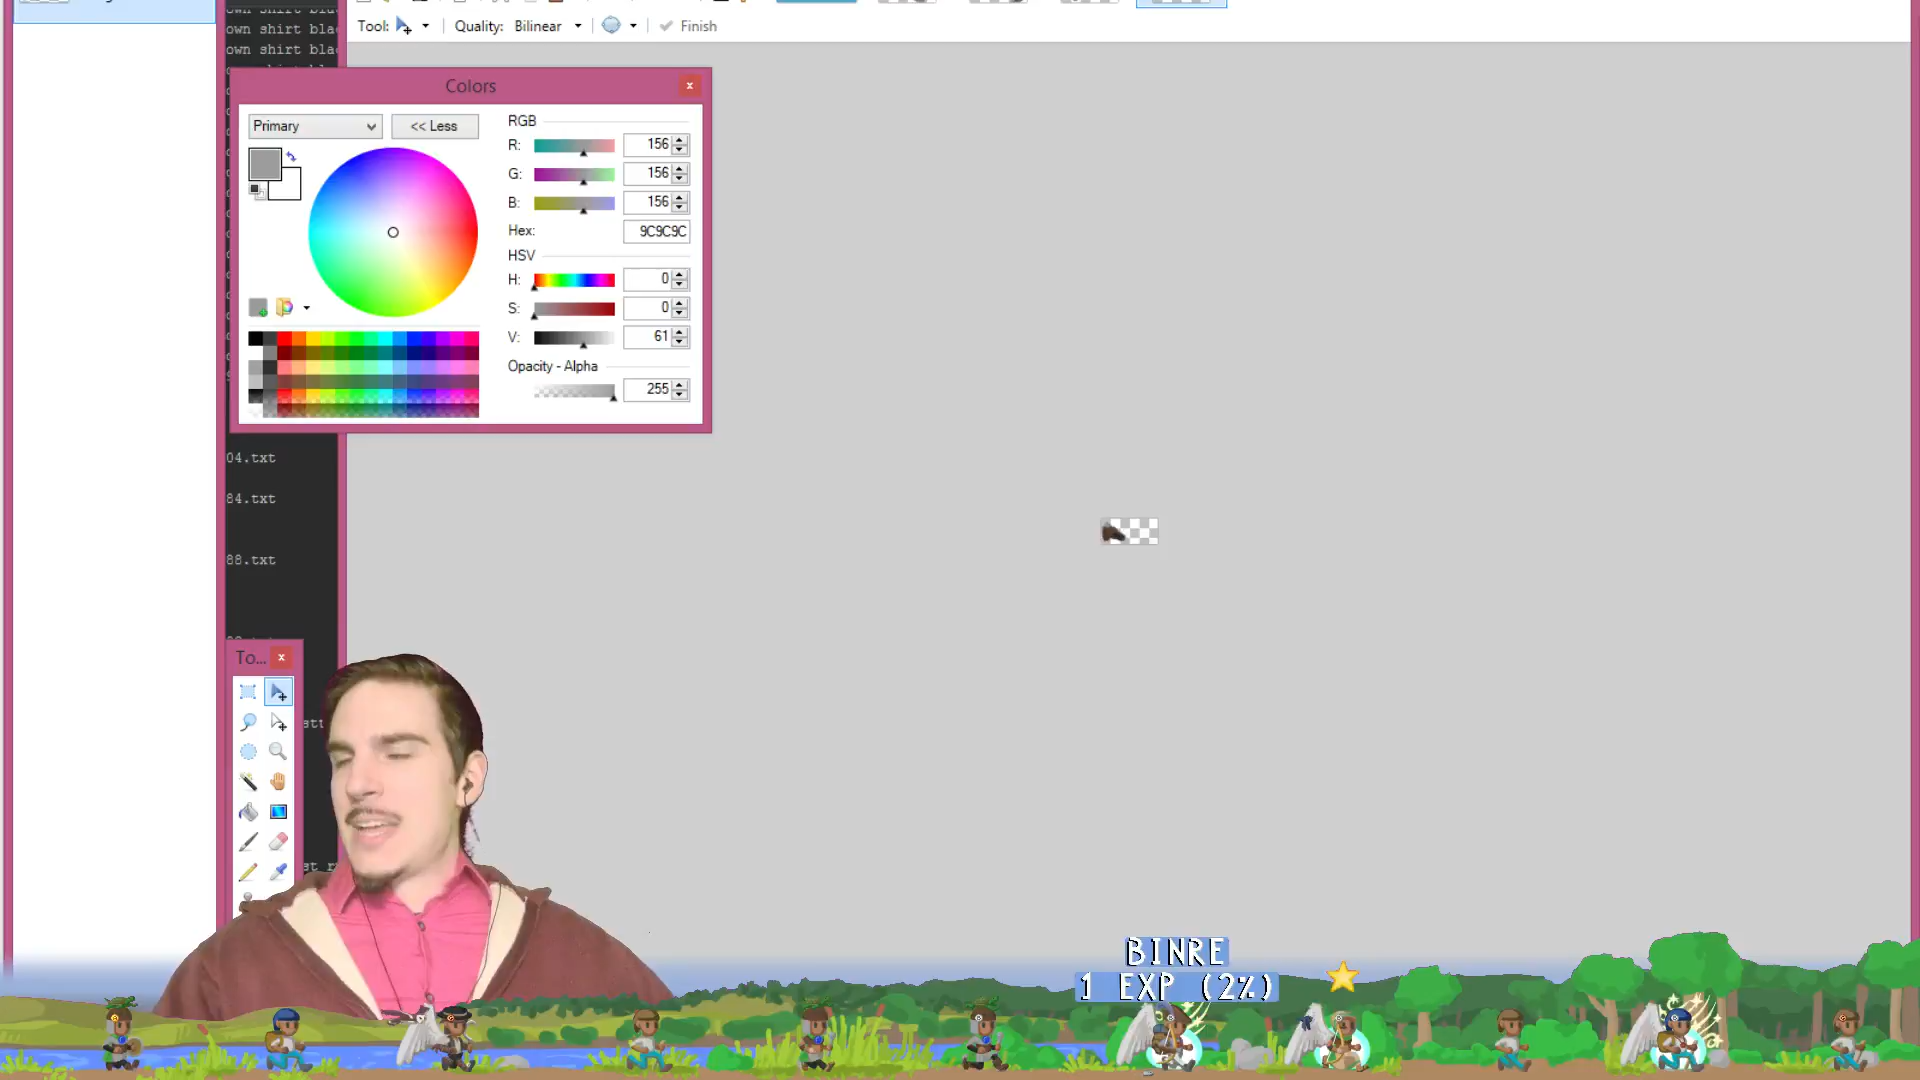 own shirt bla
own shirt bla
Tool:
Quality: Bilinear
Finish
Colors
Primary
<< Less
RGB
R: 156
G: 156
B: 156
Hex: 9C9C9C
HSV
H: 0
S: 0
V: 61
Opacity - Alpha
255
04.txt
84.txt
88.txt
To...
BINRE
1 EXP (2%)